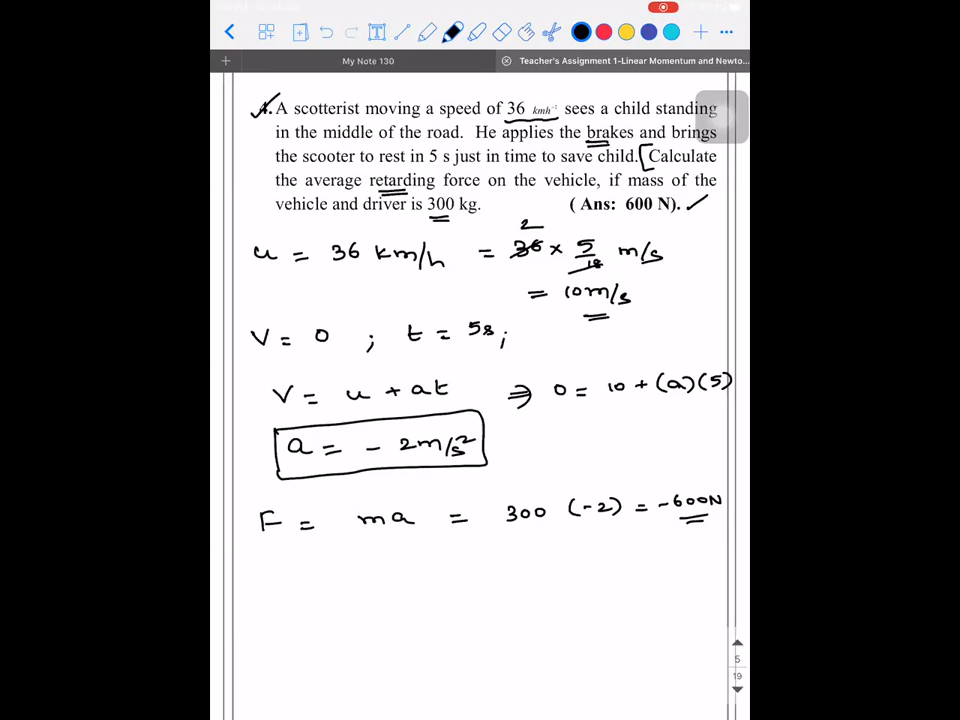 My Note 130
Teacher's Assignment 1-Linear Momentum and Newto...
4. A scotterist moving a speed of 36 kmh⁻¹ sees a child standing
in the middle of the road. He applies the brakes and brings
the scooter to rest in 5 s just in time to save child. Calculate
the average retarding force on the vehicle, if mass of the
vehicle and driver is 300 kg. ( Ans: 600 N).
u = 36 km/h = 36 × 5/18 m/s
2
= 10 m/s
V = 0 ; t = 5s ;
V = u + at ⇒ 0 = 10 + (a)(5)
a = - 2m/s²
F = ma = 300 (-2) = -600N
5
19